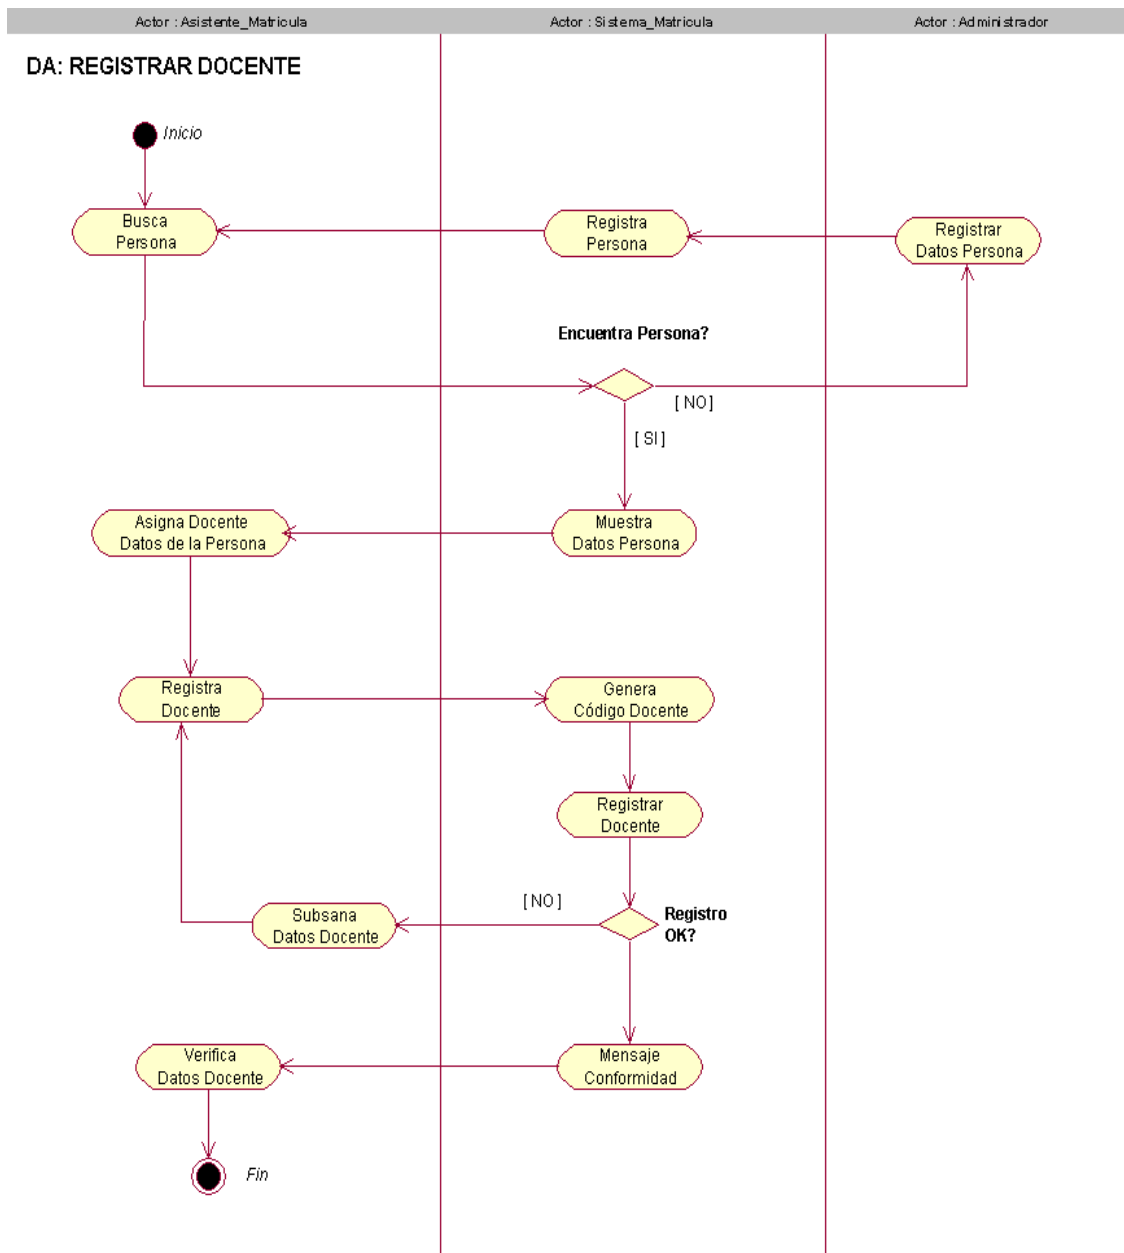 Actor : Asistente_Matricula
Actor : Sistema_Matricula
Actor : Administrador
DA: REGISTRAR DOCENTE
Inicio
Busca
Persona
Registra
Persona
Registrar
Datos Persona
Encuentra Persona?
[ NO ]
[ SI ]
Asigna Docente
Datos de la Persona
Muestra
Datos Persona
Registra
Docente
Genera
Código Docente
Registrar
Docente
[ NO ]
Registro
OK?
Subsana
Datos Docente
Verifica
Datos Docente
Mensaje
Conformidad
Fin